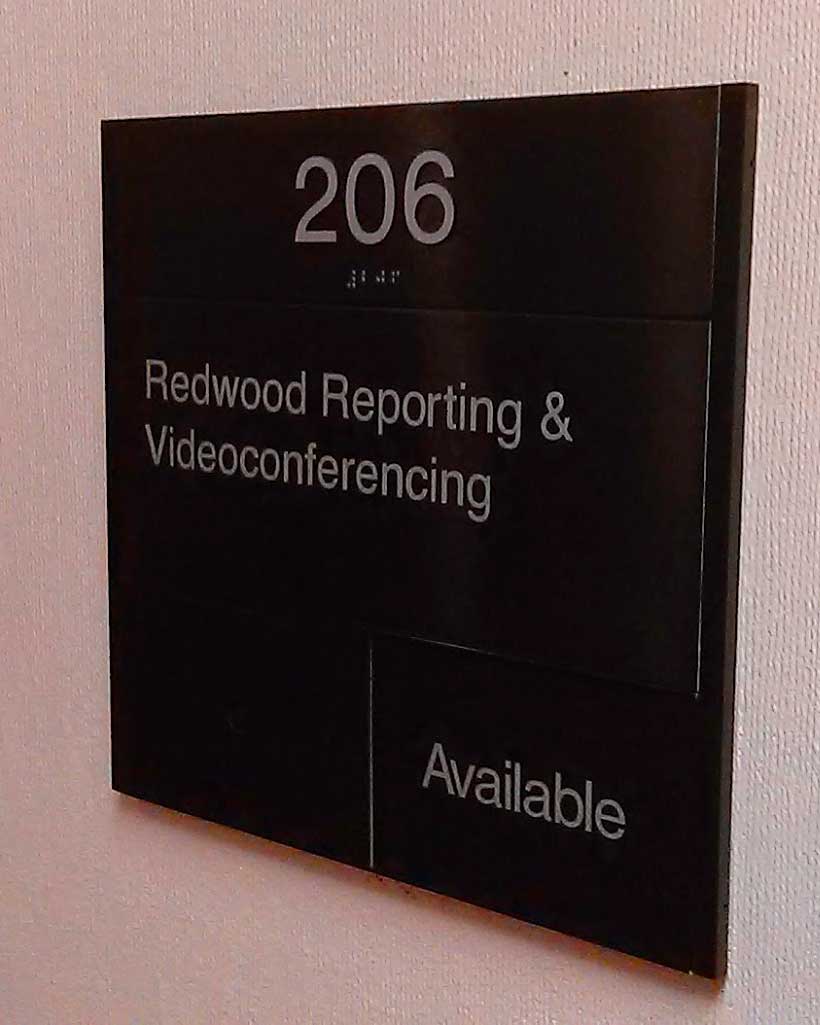 206
⠼⠃⠚⠋
Redwood Reporting &
Videoconferencing
Available